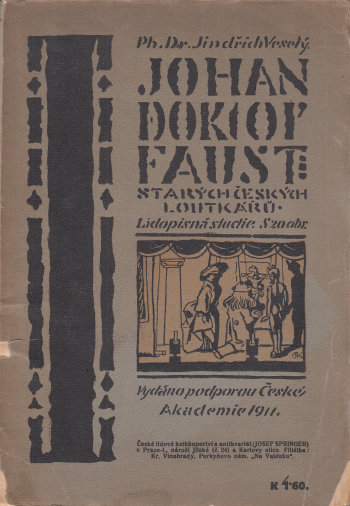 Ph. Dr. Jindřich Veselý.
JOHAN
DOKTOR
FAUST
STARÝCH ČESKÝCH
LOUTKÁŘŮ.
Lidopisná studie. S 20 obr.
Vydáno podporou České
Akademie 1911.
České lidové knihkupectví a antikvariát (JOSEF SPRINGER)
v Praze-I., nároží Jilské (č. 24) a Karlovy ulice. Filiálka:
Kr. Vinohrady, Purkyňovo nám. „Na Valdeku“.
K 1·60.